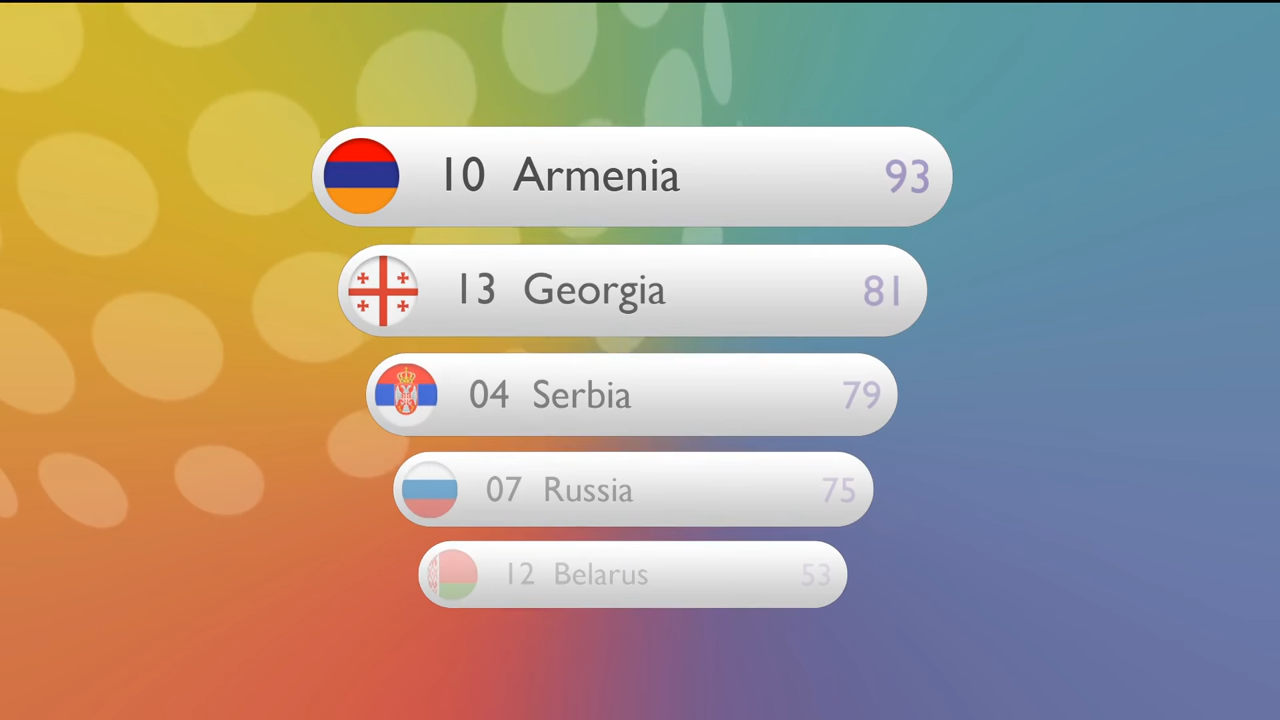 10 Armenia 93
13 Georgia 81
04 Serbia 79
07 Russia 75
12 Belarus 53